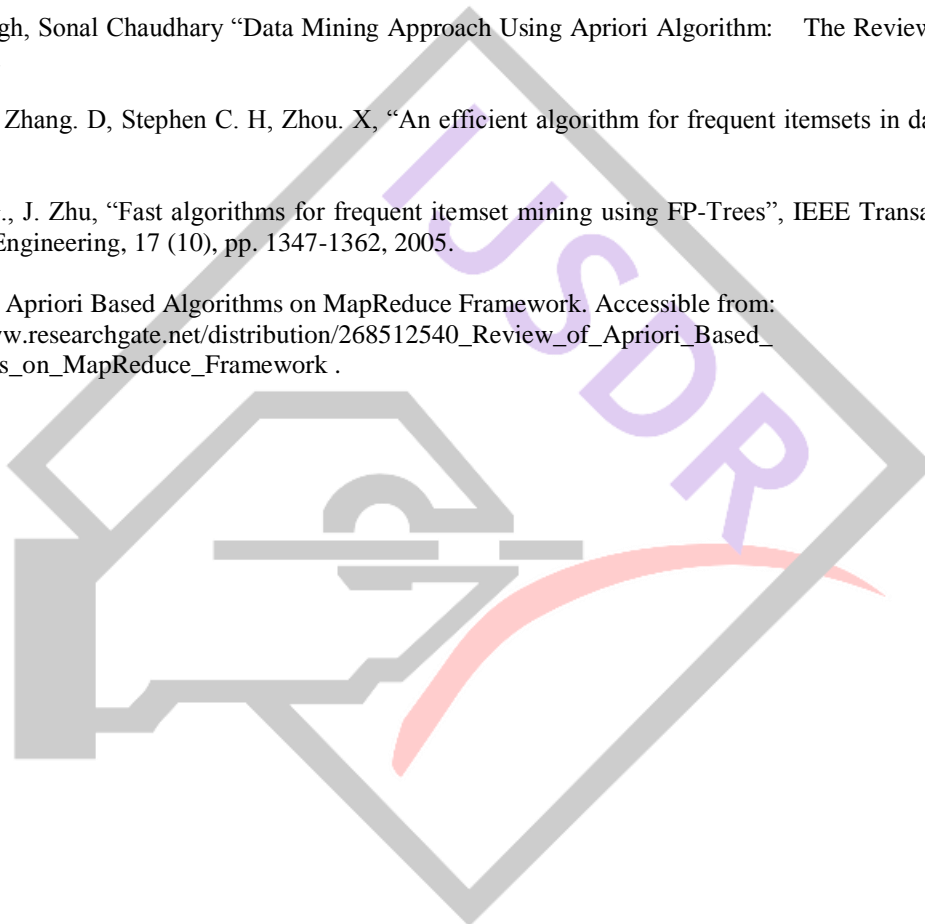 gh, Sonal Chaudhary “Data Mining Approach Using Apriori Algorithm: The Review
Zhang. D, Stephen C. H, Zhou. X, “An efficient algorithm for frequent itemsets in da
., J. Zhu, “Fast algorithms for frequent itemset mining using FP-Trees”, IEEE Transa
Engineering, 17 (10), pp. 1347-1362, 2005.
Apriori Based Algorithms on MapReduce Framework. Accessible from:
ww.researchgate.net/distribution/268512540_Review_of_Apriori_Based_
s_on_MapReduce_Framework .
IJSDR